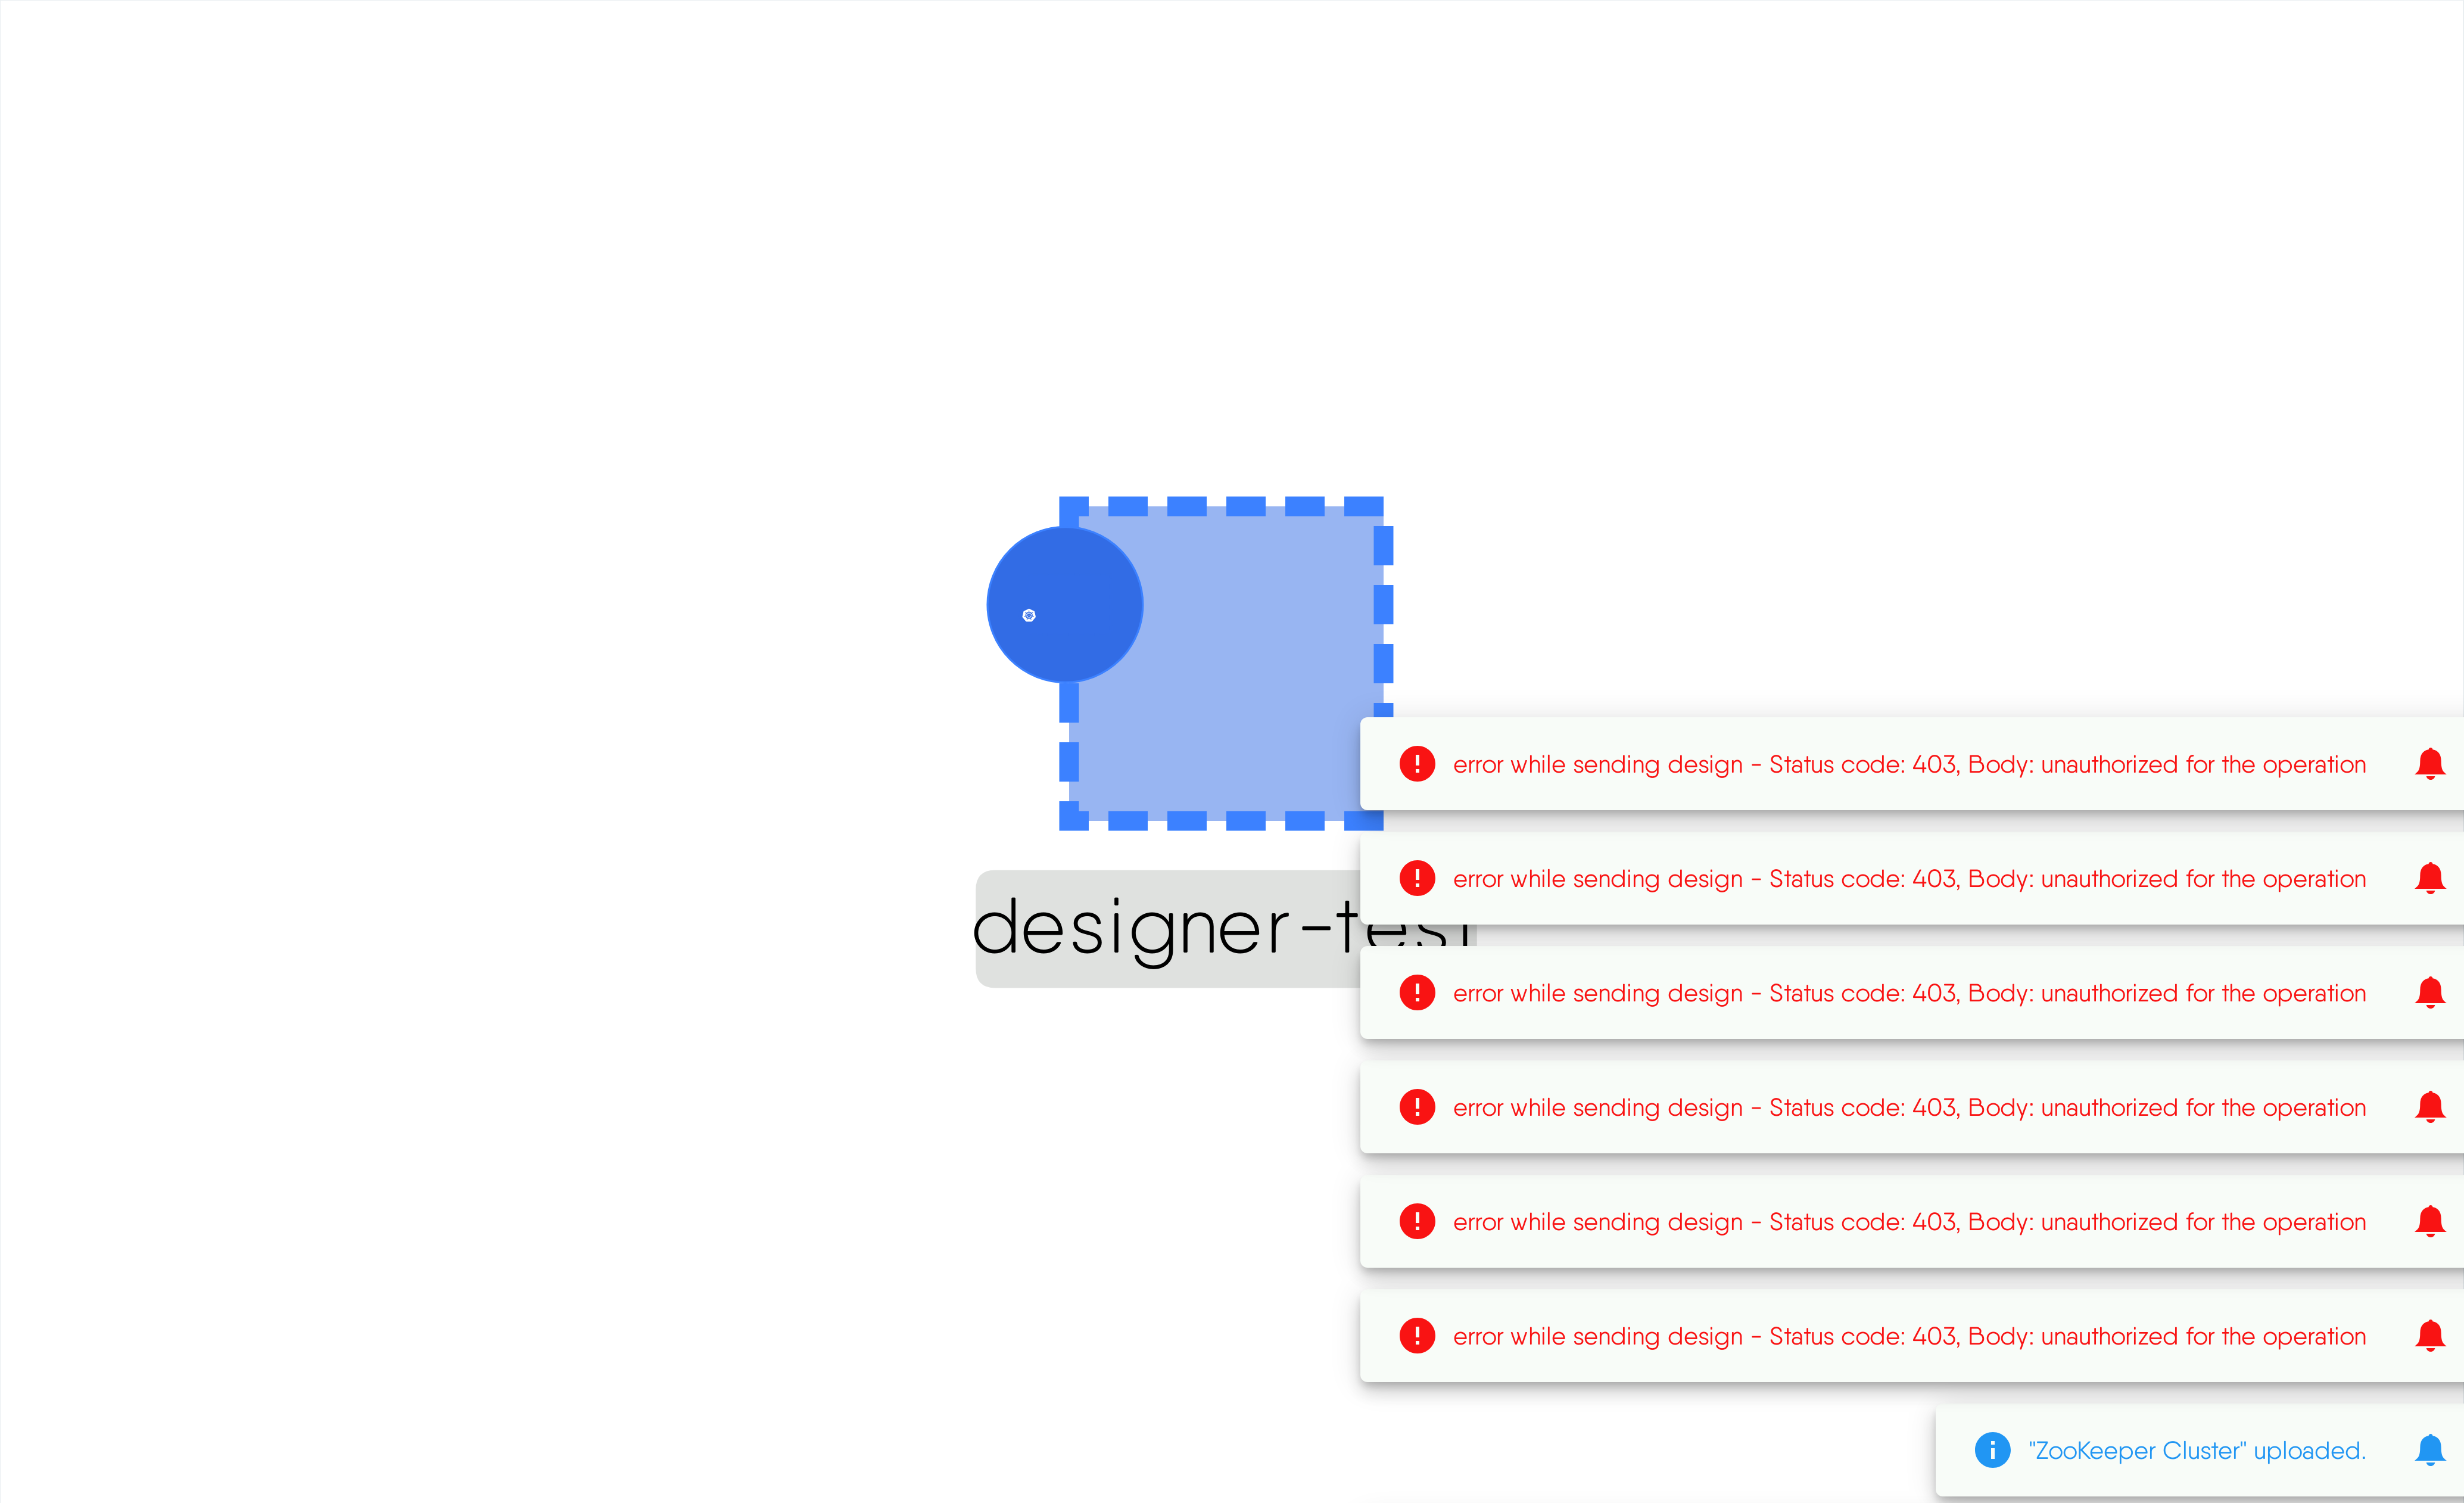 error while sending design - Status code: 403, Body: unauthorized for the operation
error while sending design - Status code: 403, Body: unauthorized for the operation
designer-test
error while sending design - Status code: 403, Body: unauthorized for the operation
error while sending design - Status code: 403, Body: unauthorized for the operation
error while sending design - Status code: 403, Body: unauthorized for the operation
error while sending design - Status code: 403, Body: unauthorized for the operation
"ZooKeeper Cluster" uploaded.